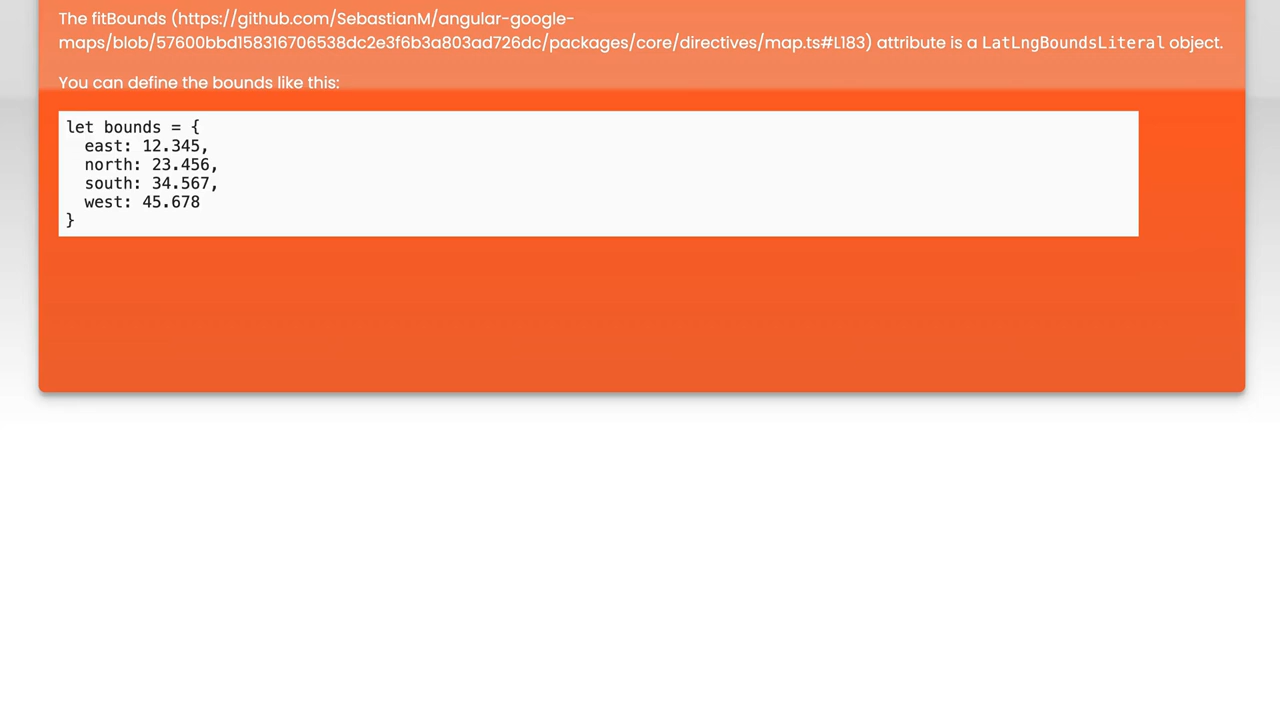 The fitBounds (https://github.com/SebastianM/angular-google-
maps/blob/57600bbd158316706538dc2e3f6b3a803ad726dc/packages/core/directives/map.ts#L183) attribute is a LatLngBoundsLiteral object.
You can define the bounds like this:
let bounds = {
  east: 12.345,
  north: 23.456,
  south: 34.567,
  west: 45.678
}